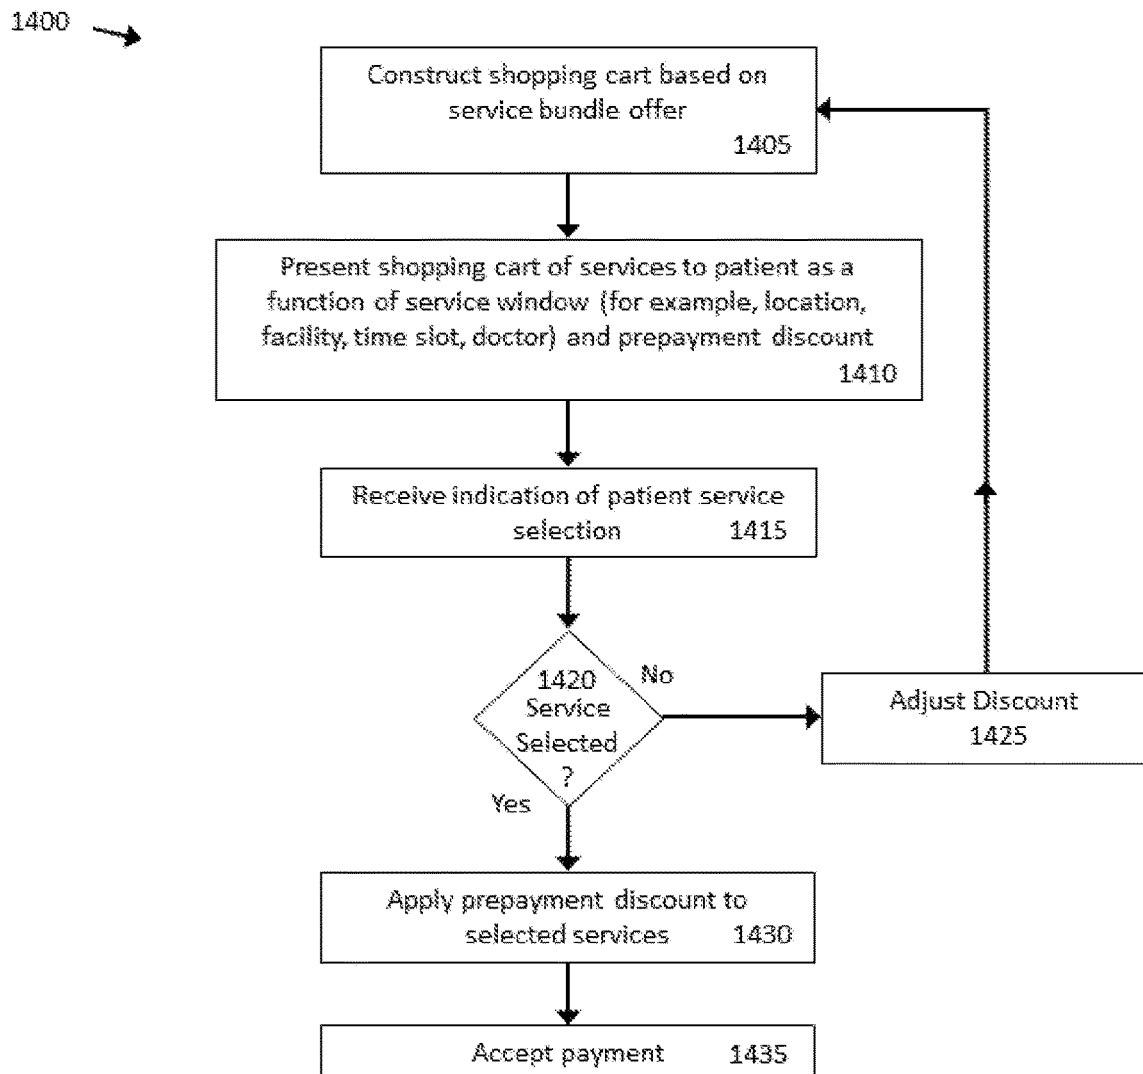 1400
Construct shopping cart based on
service bundle offer
1405
Present shopping cart of services to patient as a
function of service window (for example, location,
facility, time slot, doctor) and prepayment discount
1410
Receive indication of patient service
selection 1415
1420
Service
Selected
?
No
Yes
Adjust Discount
1425
Apply prepayment discount to
selected services 1430
Accept payment 1435